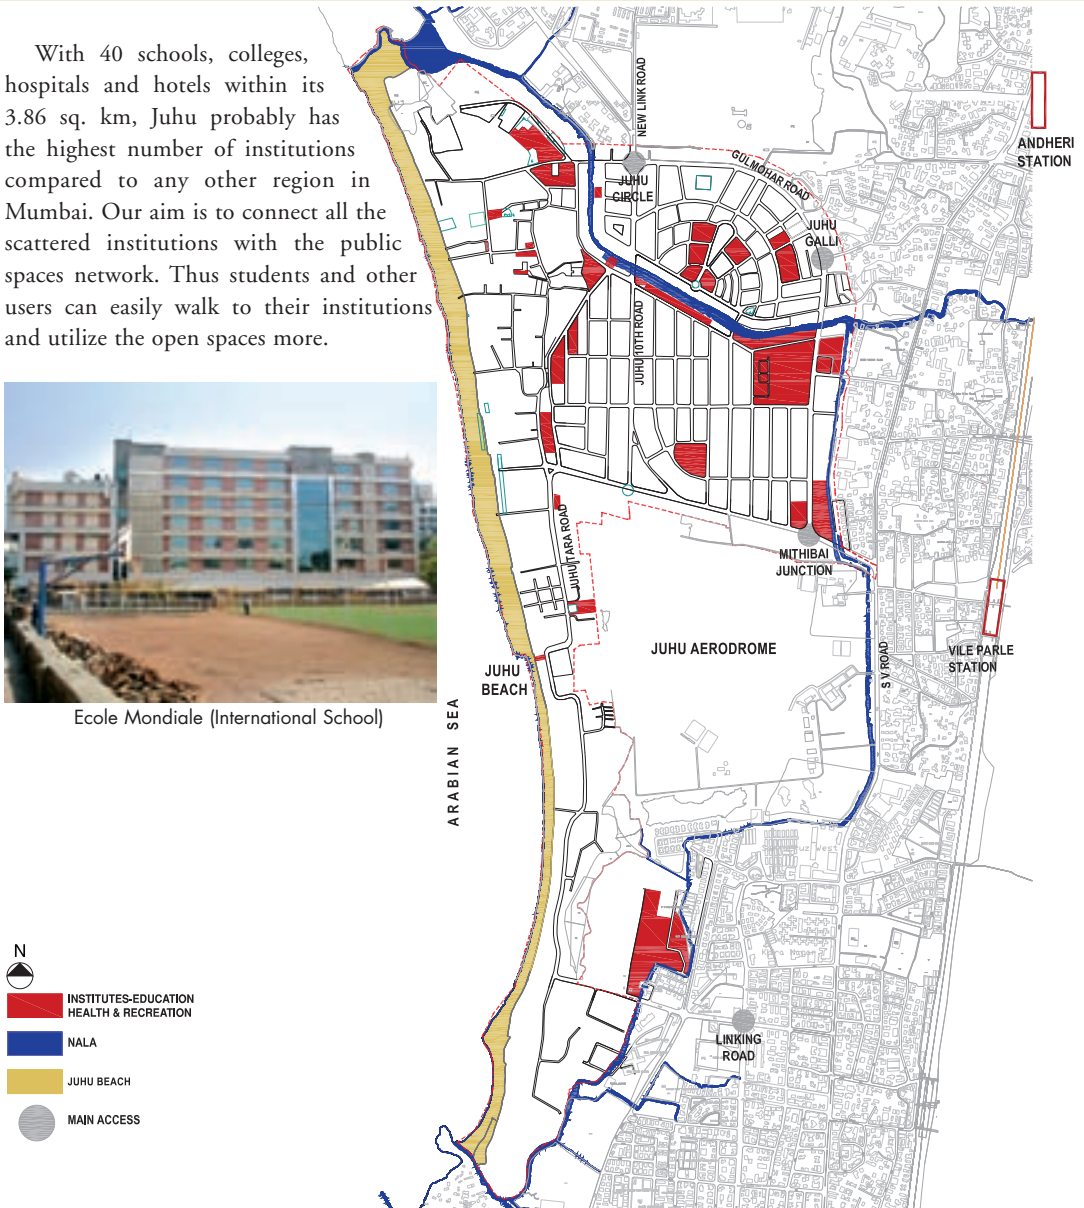 With 40 schools, colleges,
hospitals and hotels within its
3.86 sq. km, Juhu probably has
the highest number of institutions
compared to any other region in
Mumbai. Our aim is to connect all the
scattered institutions with the public
spaces network. Thus students and other
users can easily walk to their institutions
and utilize the open spaces more.
Ecole Mondiale (International School)
NEW LINK ROAD
ANDHERI
STATION
GULMOHAR ROAD
JUHU
CIRCLE
JUHU
GALLI
JUHU 10TH ROAD
JUHU TARA ROAD
MITHIBAI
JUNCTION
JUHU AERODROME
S V ROAD
VILE PARLE
STATION
JUHU
BEACH
ARABIAN SEA
LINKING
ROAD
N
INSTITUTES-EDUCATION
HEALTH & RECREATION
NALA
JUHU BEACH
MAIN ACCESS